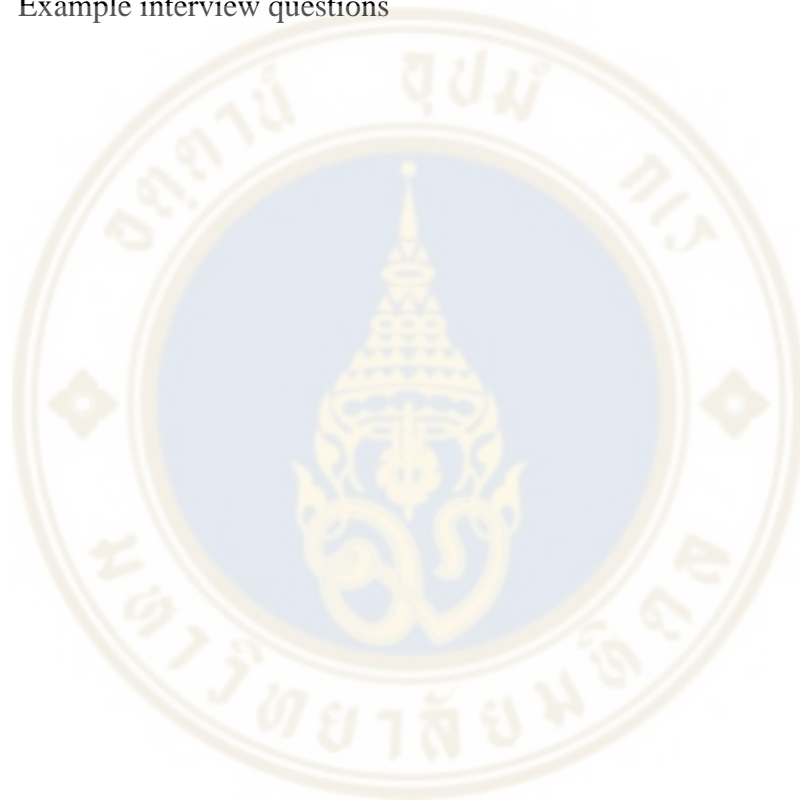 Example interview questions
อตฺตานํ อุปมํ กเร
มหาวิทยาลัยมหิดล